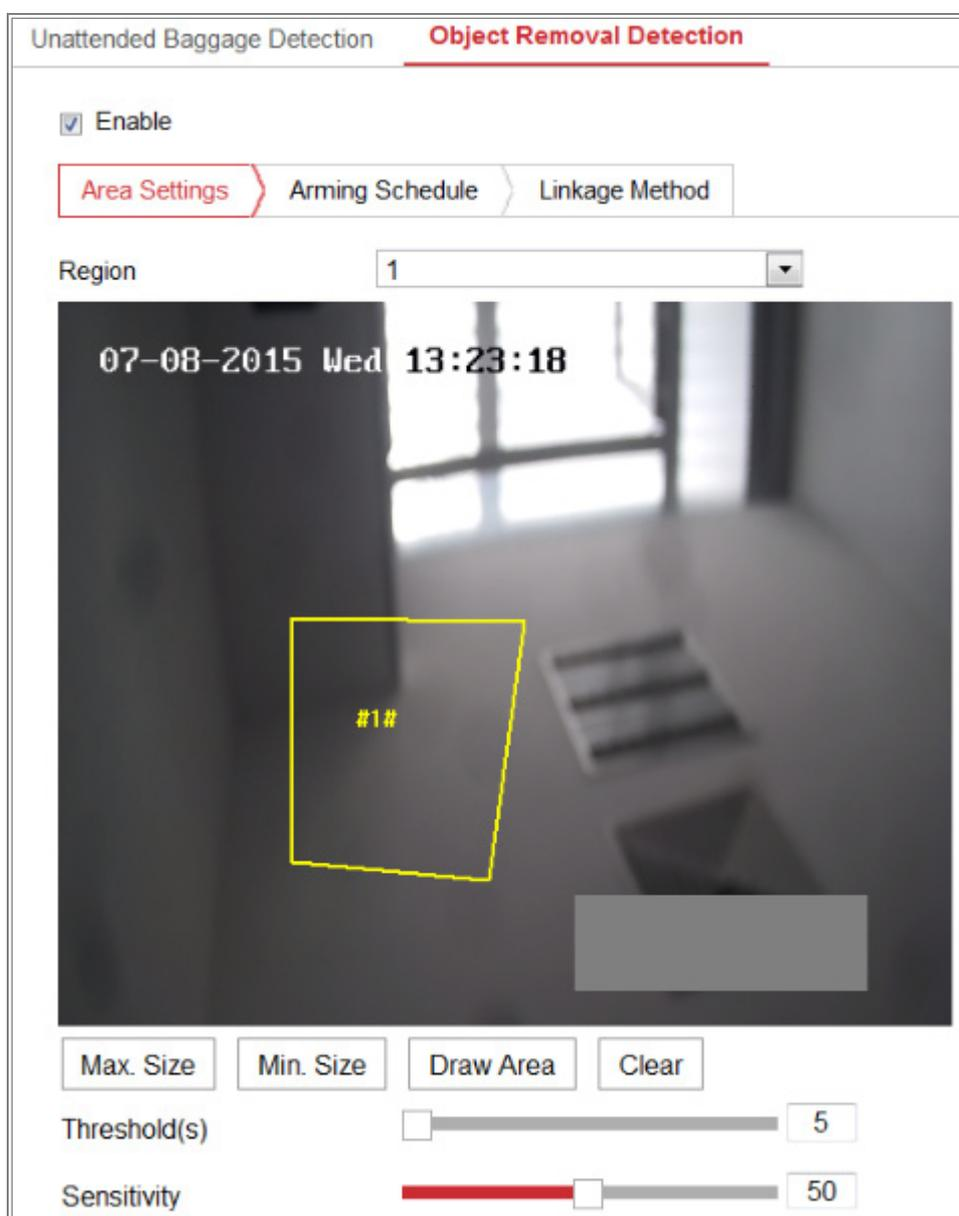 Unattended Baggage Detection Object Removal Detection
Enable
Area Settings Arming Schedule Linkage Method
Region 1
07-08-2015 Wed 13:23:18
#1#
Max. Size Min. Size Draw Area Clear
Threshold(s) 5
Sensitivity 50